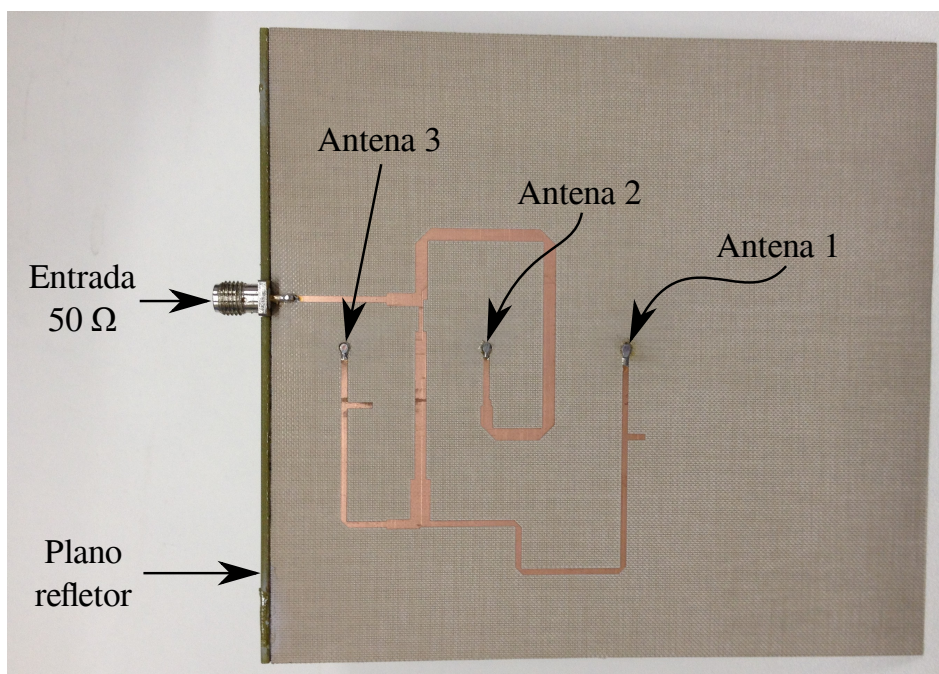 Antena 3
Antena 2
Antena 1
Entrada
50 Ω
Plano
refletor